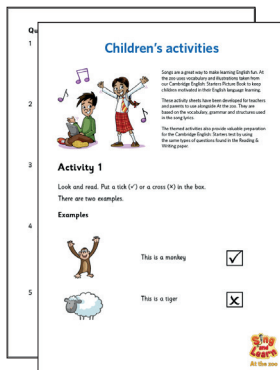 Qu
Children's activities
1
Songs are a great way to make learning English fun. At
the zoo uses vocabulary and illustrations taken from
our Cambridge English: Starters Picture Book to keep
children motivated in their English language learning.
2
These activity sheets have been developed for teachers
and parents to use alongside At the zoo. They are
based on the vocabulary, grammar and structures used
in the song lyrics.
The themed activities also provide valuable preparation
for the Cambridge English: Starters test by using
the same types of questions found in the Reading &
Writing paper.
3
Activity 1
Look and read. Put a tick (✓) or a cross (✗) in the box.
There are two examples.
Examples
4
This is a monkey ✓
5
This is a tiger ✗
Sing
and
Learn
At the zoo